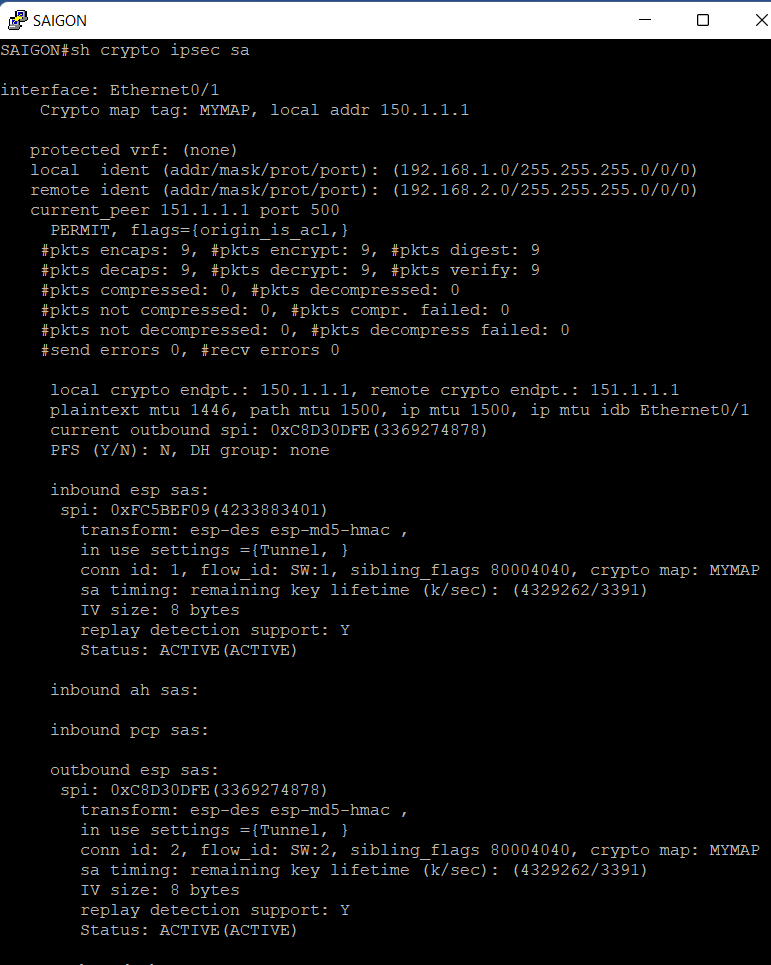 SAIGON
SAIGON#sh crypto ipsec sa
interface: Ethernet0/1
Crypto map tag: MYMAP, local addr 150.1.1.1
protected vrf: (none)
local ident (addr/mask/prot/port): (192.168.1.0/255.255.255.0/0/0)
remote ident (addr/mask/prot/port): (192.168.2.0/255.255.255.0/0/0)
current_peer 151.1.1.1 port 500
PERMIT, flags={origin_is_acl,}
#pkts encaps: 9, #pkts encrypt: 9, #pkts digest: 9
#pkts decaps: 9, #pkts decrypt: 9, #pkts verify: 9
#pkts compressed: 0, #pkts decompressed: 0
#pkts not compressed: 0, #pkts compr. failed: 0
#pkts not decompressed: 0, #pkts decompress failed: 0
#send errors 0, #recv errors 0
local crypto endpt.: 150.1.1.1, remote crypto endpt.: 151.1.1.1
plaintext mtu 1446, path mtu 1500, ip mtu 1500, ip mtu idb Ethernet0/1
current outbound spi: 0xC8D30DFE(3369274878)
PFS (Y/N): N, DH group: none
inbound esp sas:
spi: 0xFC5BEF09(4233883401)
transform: esp-des esp-md5-hmac ,
in use settings ={Tunnel, }
conn id: 1, flow_id: SW:1, sibling_flags 80004040, crypto map: MYMAP
sa timing: remaining key lifetime (k/sec): (4329262/3391)
IV size: 8 bytes
replay detection support: Y
Status: ACTIVE(ACTIVE)
inbound ah sas:
inbound pcp sas:
outbound esp sas:
spi: 0xC8D30DFE(3369274878)
transform: esp-des esp-md5-hmac ,
in use settings ={Tunnel, }
conn id: 2, flow_id: SW:2, sibling_flags 80004040, crypto map: MYMAP
sa timing: remaining key lifetime (k/sec): (4329262/3391)
IV size: 8 bytes
replay detection support: Y
Status: ACTIVE(ACTIVE)